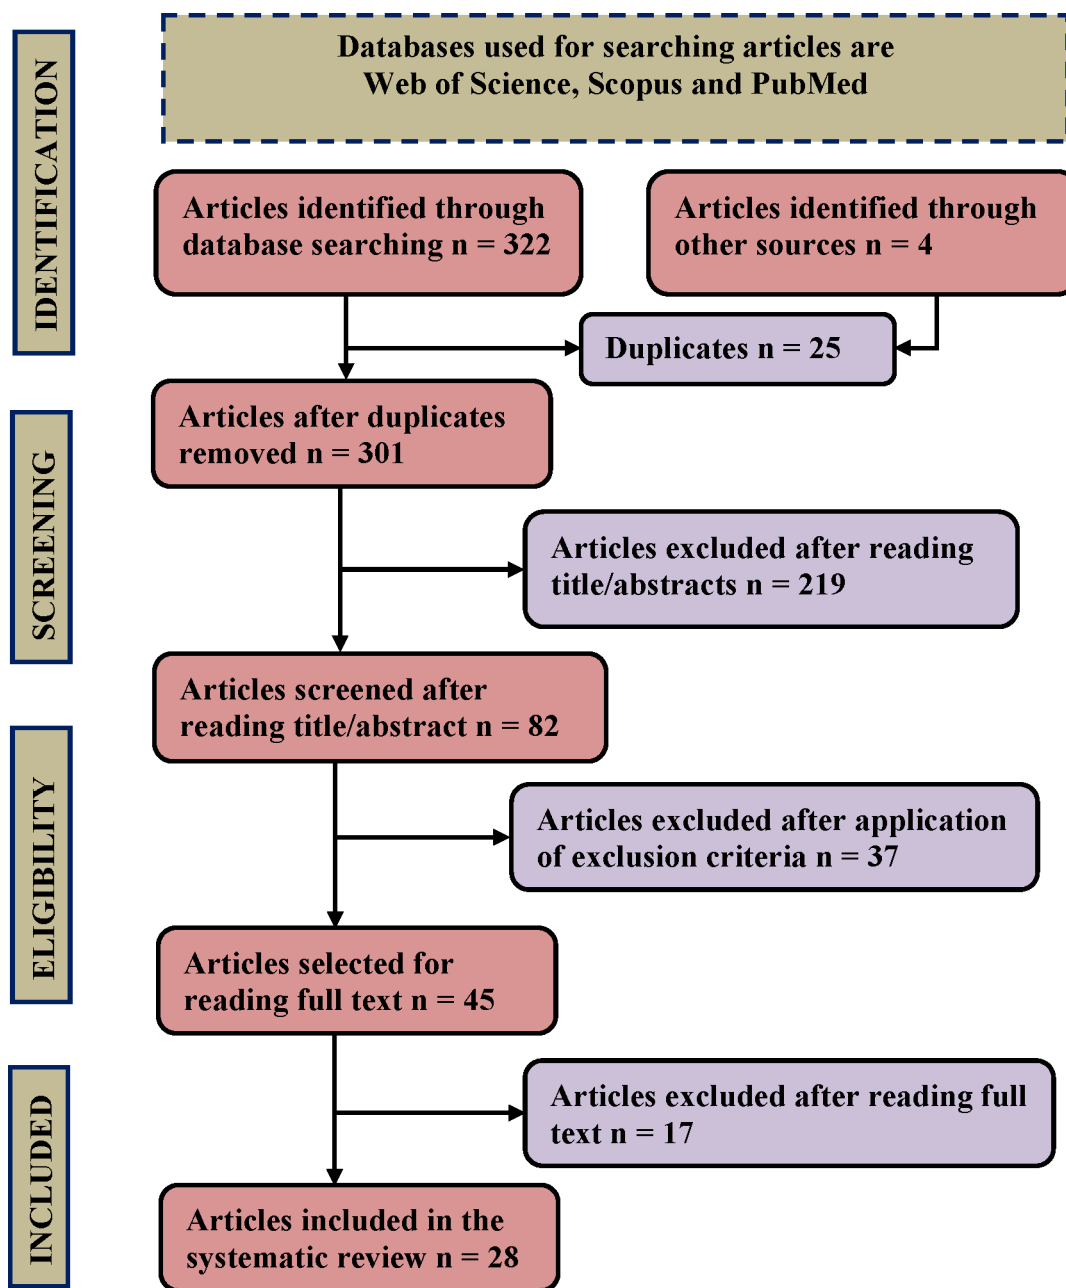 Databases used for searching articles are
Web of Science, Scopus and PubMed
IDENTIFICATION
Articles identified through
database searching n = 322
Articles identified through
other sources n = 4
Duplicates n = 25
Articles after duplicates
removed n = 301
SCREENING
Articles excluded after reading
title/abstracts n = 219
Articles screened after
reading title/abstract n = 82
ELIGIBILITY
Articles excluded after application
of exclusion criteria n = 37
Articles selected for
reading full text n = 45
INCLUDED
Articles excluded after reading full
text n = 17
Articles included in the
systematic review n = 28